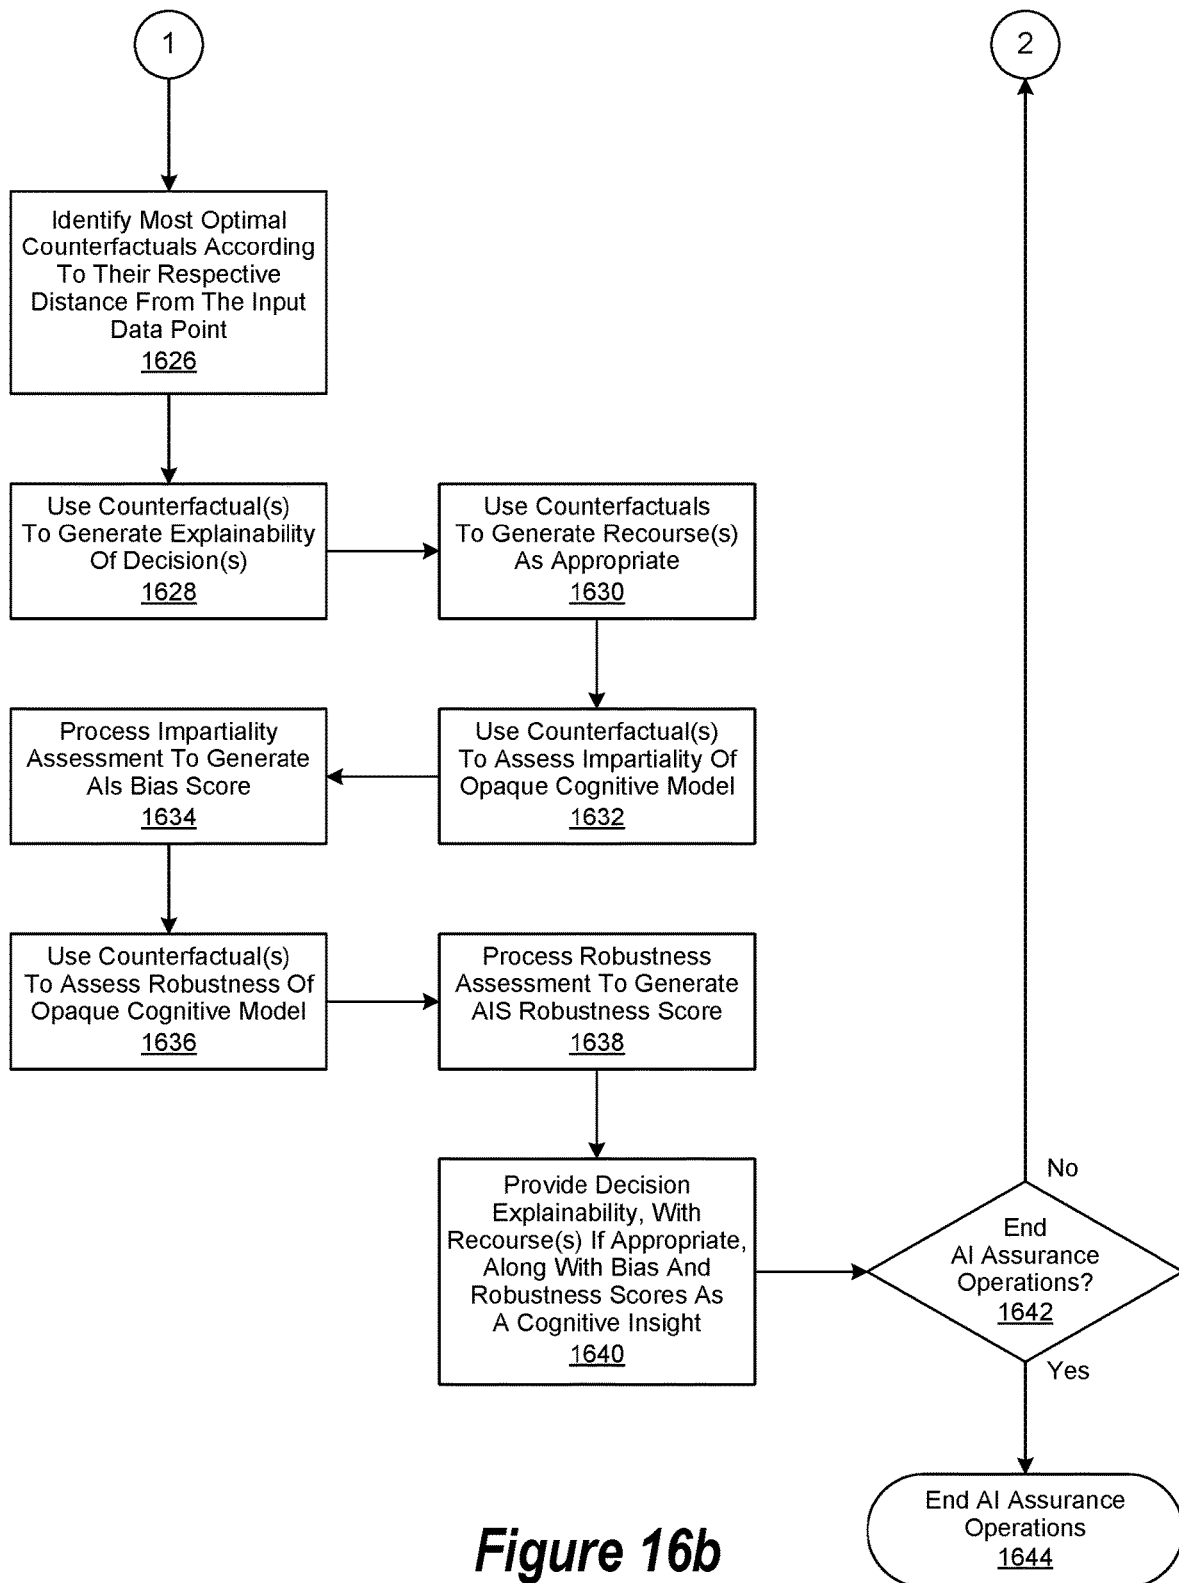 1
2
Identify Most Optimal
Counterfactuals According
To Their Respective
Distance From The Input
Data Point
1626
Use Counterfactual(s)
To Generate Explainability
Of Decision(s)
1628
Use Counterfactuals
To Generate Recourse(s)
As Appropriate
1630
Process Impartiality
Assessment To Generate
AIs Bias Score
1634
Use Counterfactual(s)
To Assess Impartiality Of
Opaque Cognitive Model
1632
Use Counterfactual(s)
To Assess Robustness Of
Opaque Cognitive Model
1636
Process Robustness
Assessment To Generate
AIS Robustness Score
1638
Provide Decision
Explainability, With
Recourse(s) If Appropriate,
Along With Bias And
Robustness Scores As
A Cognitive Insight
1640
No
End
AI Assurance
Operations?
1642
Yes
End AI Assurance
Operations
1644
Figure 16b